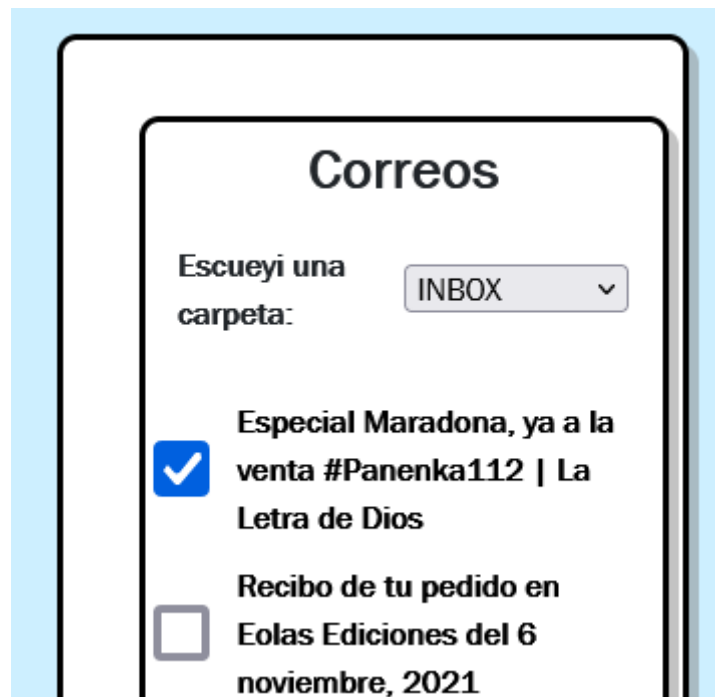 Correos
Escueyi una
carpeta:
INBOX
Especial Maradona, ya a la
venta #Panenka112 | La
Letra de Dios
Recibo de tu pedido en
Eolas Ediciones del 6
noviembre, 2021